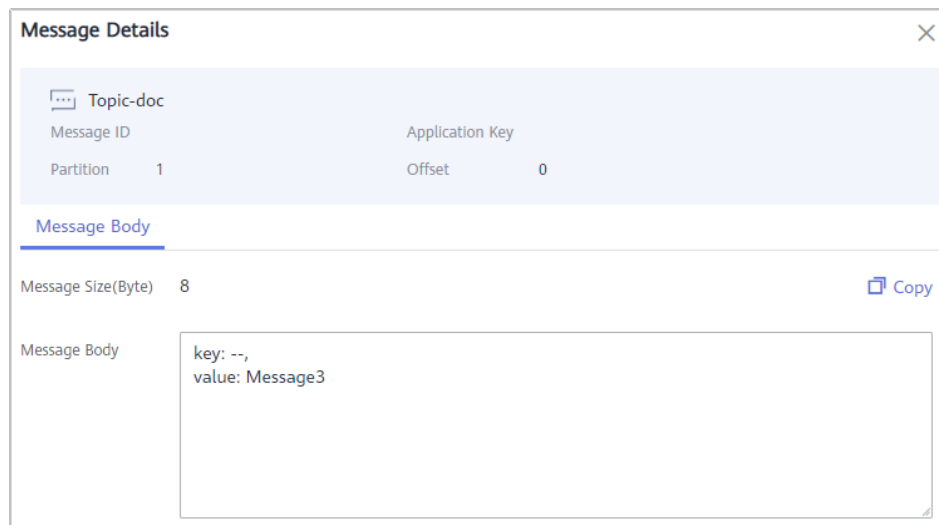 Message Details
Topic-doc
Message ID Application Key
Partition 1 Offset 0
Message Body
Message Size(Byte) 8 Copy
Message Body key: --,
value: Message3